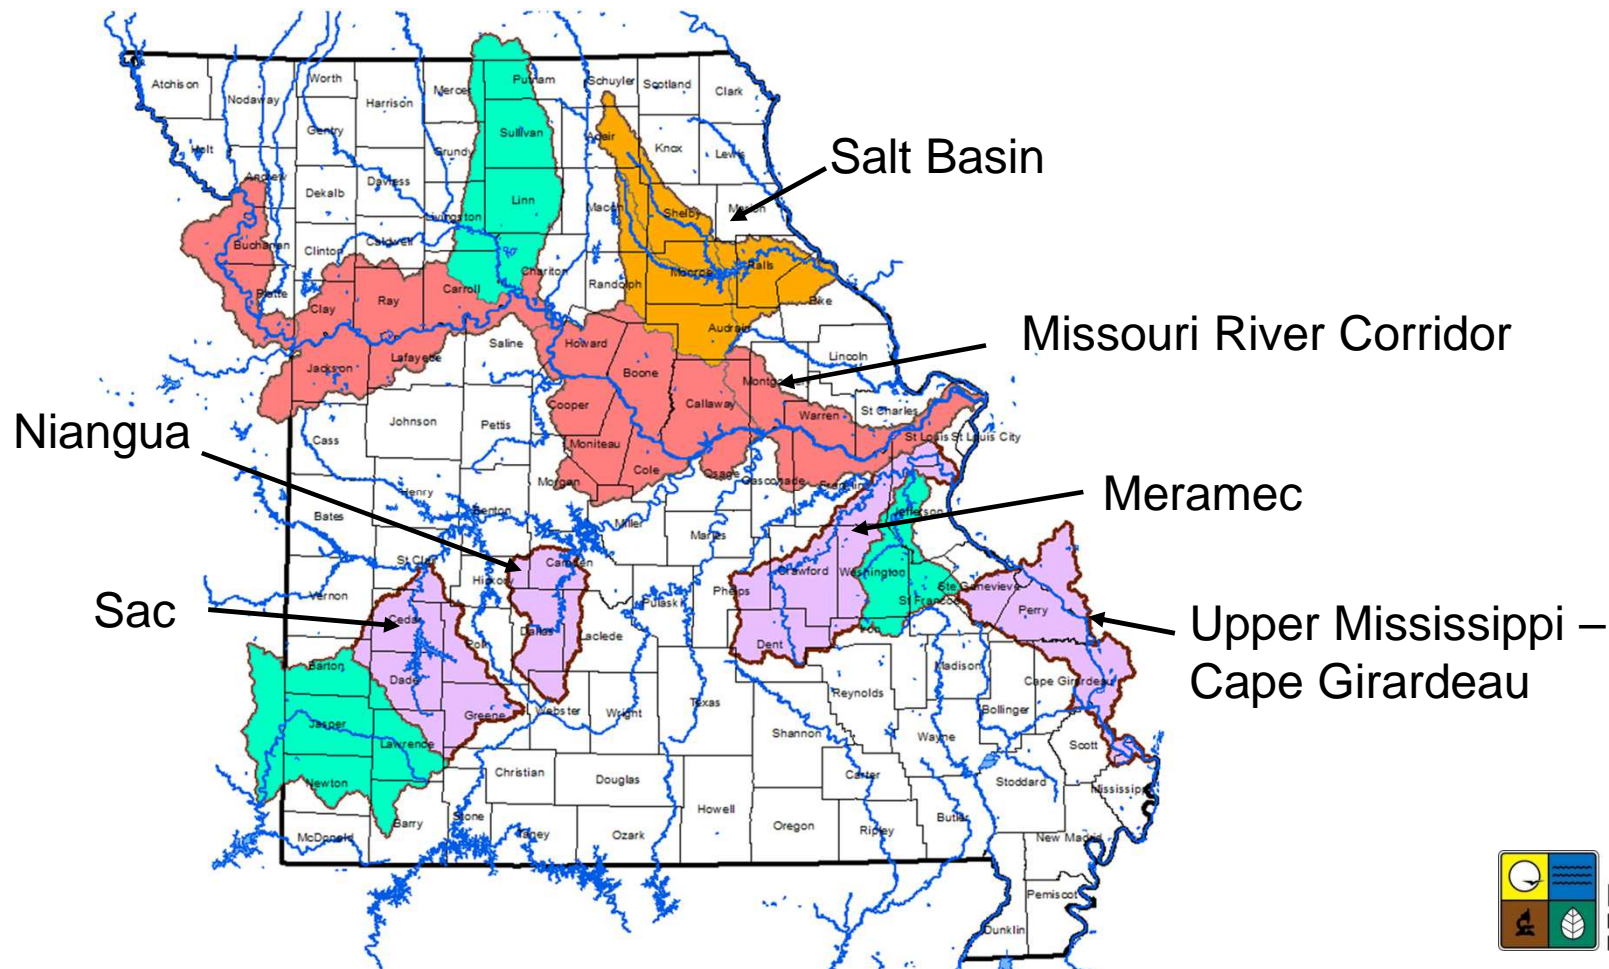 Atchison
Nodaway
Worth
Harrison
Mercer
Putnam
Schuyler
Scotland
Clark
Holt
Gentry
Grundy
Sullivan
Adair
Knox
Lewis
Salt Basin
Andrew
Dekalb
Daviess
Livingston
Linn
Macon
Shelby
Marion
Buchanan
Clinton
Caldwell
Chariton
Randolph
Monroe
Ralls
Platte
Clay
Ray
Carroll
Pike
Audrain
Saline
Howard
Missouri River Corridor
Lincoln
Jackson
Lafayette
Boone
Montgomery
Niangua
Johnson
Pettis
Cooper
Callaway
Warren
St Charles
Cass
Moniteau
St Louis
St Louis City
Cole
Osage
Gasconade
Franklin
Morgan
Meramec
Henry
Benton
Bates
Miller
Jefferson
Maries
St Clair
Camden
Hickory
Crawford
Washington
Sac
Vernon
Pulaski
Phelps
Ste Genevieve
St Francois
Perry
Cedar
Dallas
Laclede
Iron
Upper Mississippi –
Cape Girardeau
Polk
Dent
Barton
Dade
Madison
Cape Girardeau
Reynolds
Bollinger
Greene
Webster
Wright
Texas
Jasper
Shannon
Wayne
Scott
Lawrence
Newton
Christian
Douglas
Carter
Stoddard
Mississippi
Howell
McDonald
Barry
Stone
Taney
Ozark
Oregon
Ripley
Butler
New Madrid
Pemiscot
Dunklin